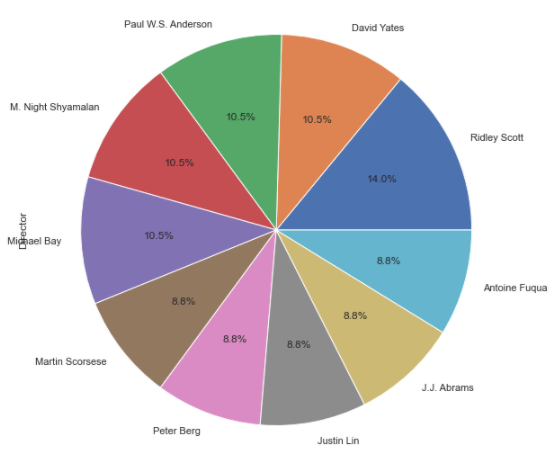 Paul W.S. Anderson
David Yates
M. Night Shyamalan
Ridley Scott
10.5%
10.5%
10.5%
14.0%
Director
Michael Bay
10.5%
8.8%
Antoine Fuqua
8.8%
8.8%
8.8%
8.8%
Martin Scorsese
J.J. Abrams
Peter Berg
Justin Lin